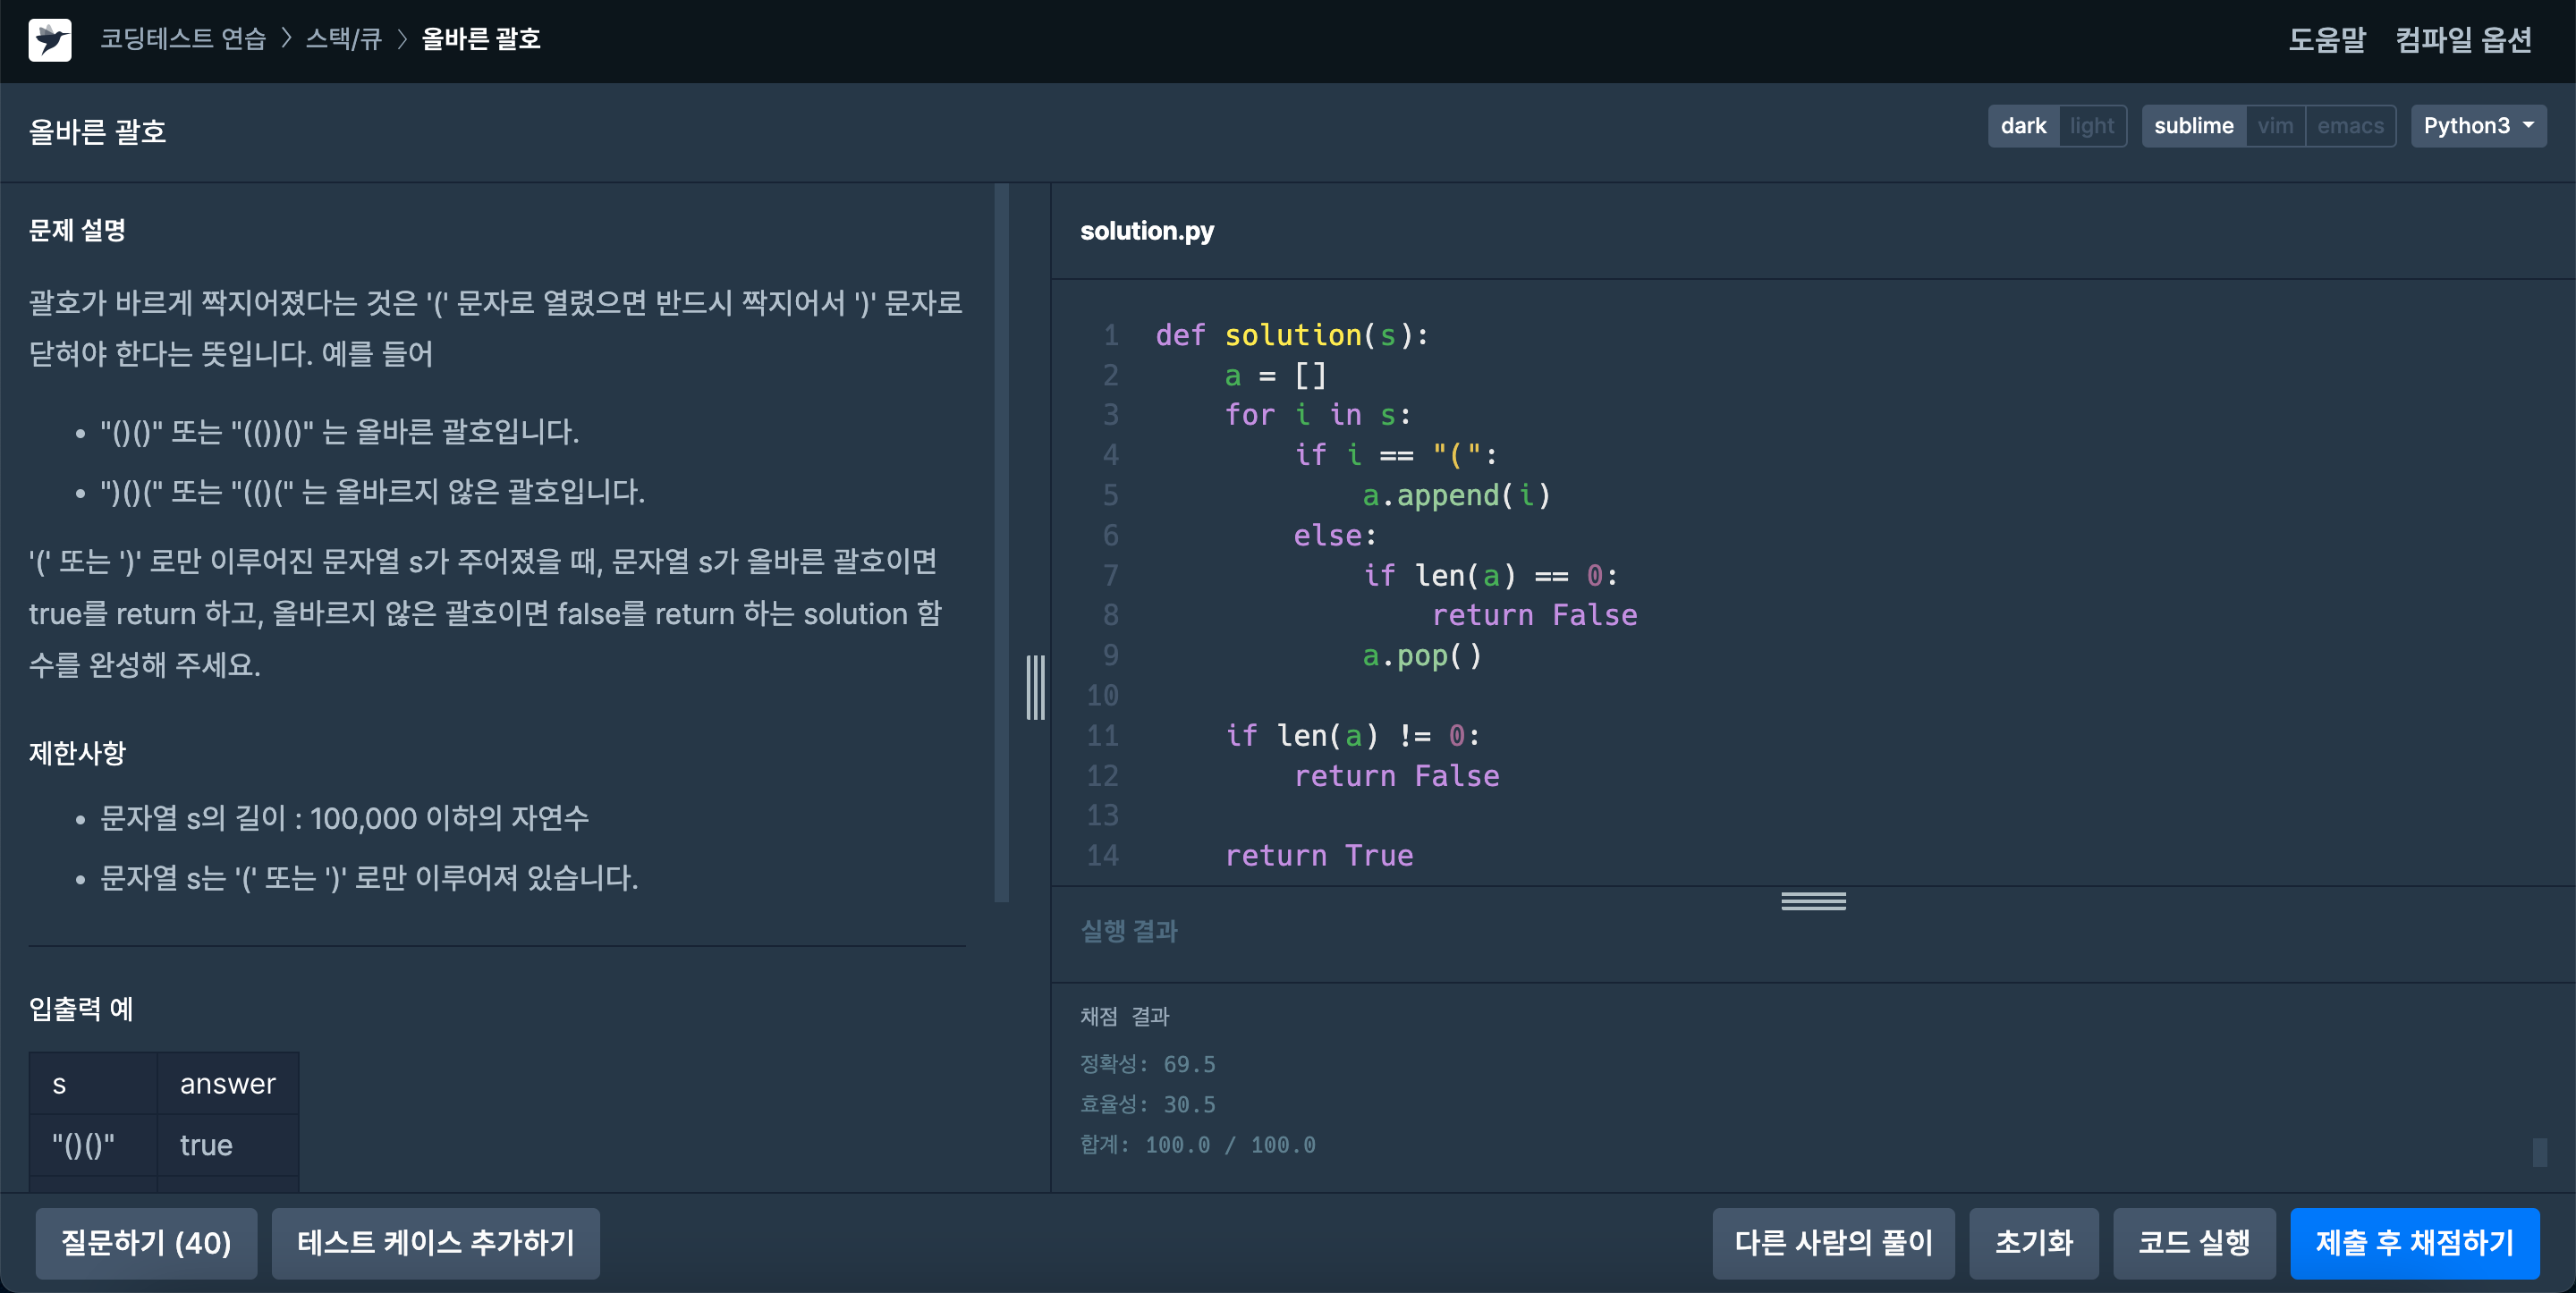 코딩테스트 연습 > 스택/큐 > 올바른 괄호
도움말 컴파일 옵션
올바른 괄호
dark light sublime vim emacs Python3
문제 설명
괄호가 바르게 짝지어졌다는 것은 '(' 문자로 열렸으면 반드시 짝지어서 ')' 문자로
닫혀야 한다는 뜻입니다. 예를 들어
• "()()" 또는 "(())()" 는 올바른 괄호입니다.
• ")()(" 또는 "(()(" 는 올바르지 않은 괄호입니다.
'(' 또는 ')' 로만 이루어진 문자열 s가 주어졌을 때, 문자열 s가 올바른 괄호이면
true를 return 하고, 올바르지 않은 괄호이면 false를 return 하는 solution 함
수를 완성해 주세요.
제한사항
• 문자열 s의 길이 : 100,000 이하의 자연수
• 문자열 s는 '(' 또는 ')' 로만 이루어져 있습니다.
입출력 예
s answer
"()()" true
solution.py
1 def solution(s):
2     a = []
3     for i in s:
4         if i == "(":
5             a.append(i)
6         else:
7             if len(a) == 0:
8                 return False
9             a.pop()
10
11     if len(a) != 0:
12         return False
13
14     return True
실행 결과
채점 결과
정확성: 69.5
효율성: 30.5
합계: 100.0 / 100.0
질문하기 (40) 테스트 케이스 추가하기 다른 사람의 풀이 초기화 코드 실행 제출 후 채점하기